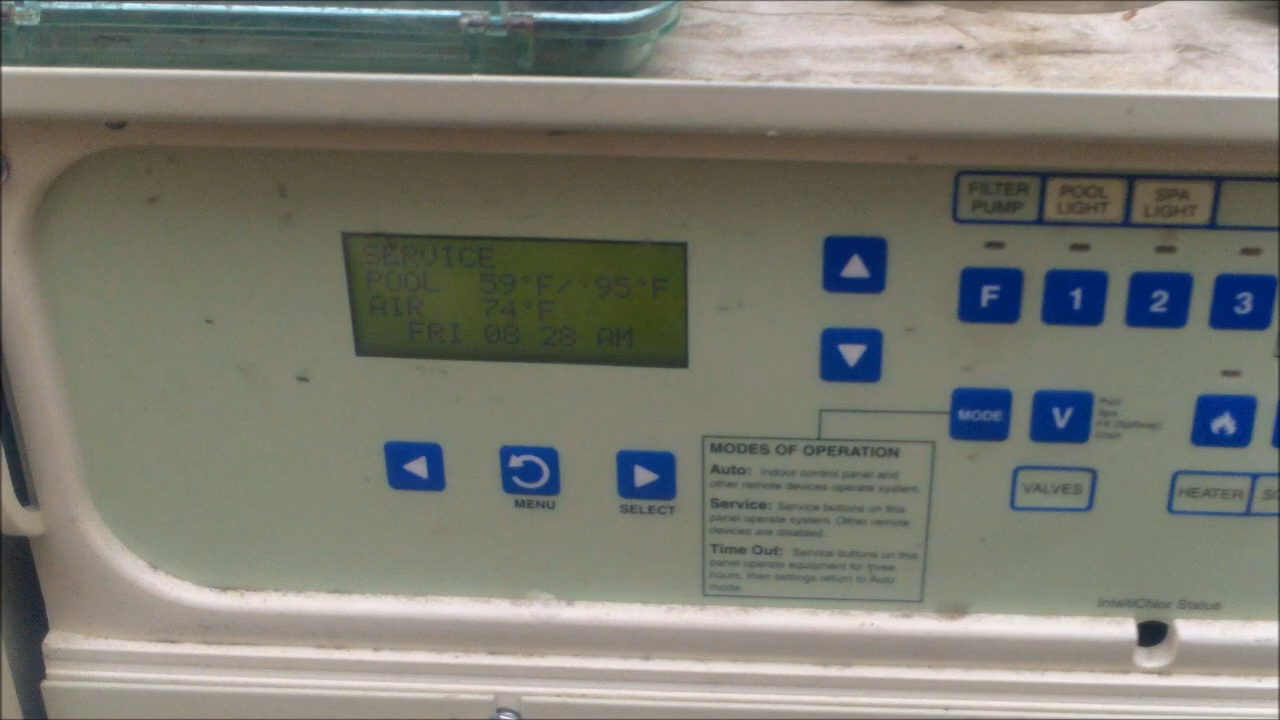 SERVICE
POOL 59°F/ 95°F
AIR 74°F
FRI 08 28 AM
MENU
SELECT
FILTER
PUMP
POOL
LIGHT
SPA
LIGHT
F
1
2
3
MODE
V
VALVES
HEATER
MODES OF OPERATION
Auto: Indoor control panel and
other remote devices operate system.
Service: Service buttons on this
panel operate system. Other remote
devices are disabled.
Time Out: Service buttons on this
panel operate equipment for three
hours, then settings return to Auto
mode.
IntelliChlor Status